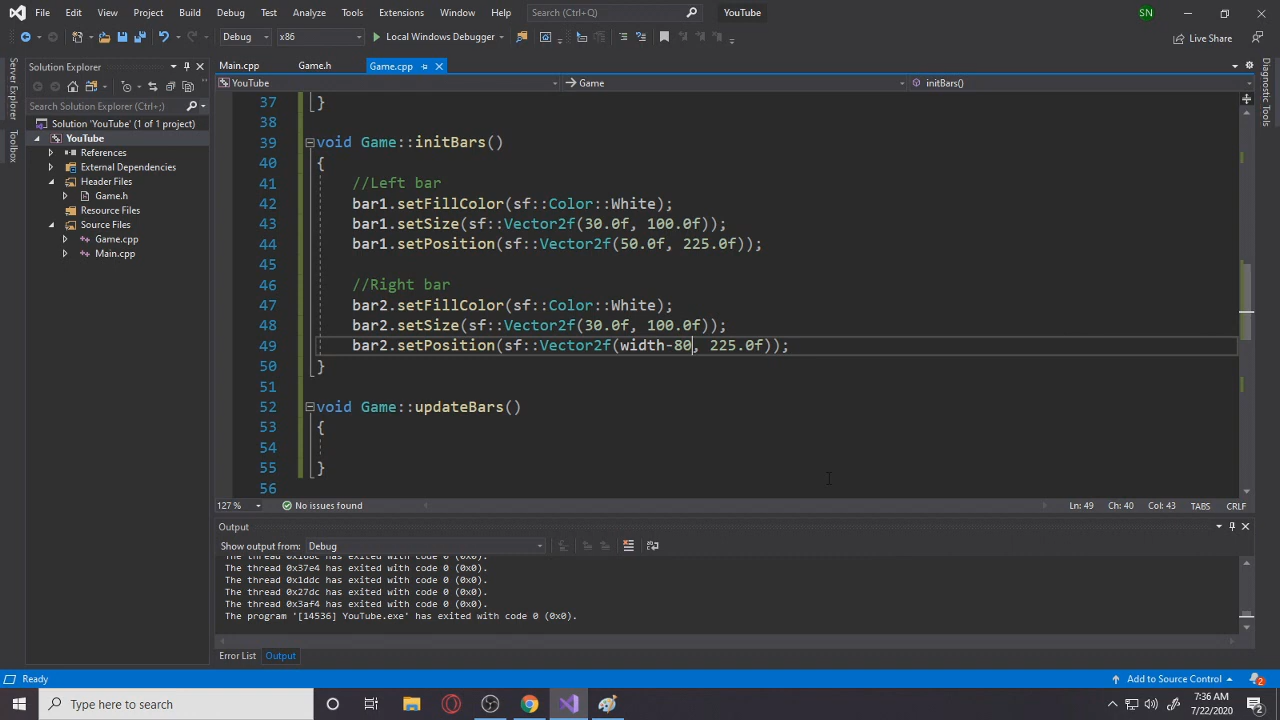 File Edit View Project Build Debug Test Analyze Tools Extensions Window Help Search (Ctrl+Q) YouTube SN
Debug x86 Local Windows Debugger Live Share
Server Explorer
Toolbox
Solution Explorer
Search Solution Explorer (Ctrl+;)
Solution 'YouTube' (1 of 1 project)
YouTube
References
External Dependencies
Header Files
Game.h
Resource Files
Source Files
Game.cpp
Main.cpp
Main.cpp Game.h Game.cpp
YouTube Game initBars()
37 }
38
39 void Game::initBars()
40 {
41 //Left bar
42 bar1.setFillColor(sf::Color::White);
43 bar1.setSize(sf::Vector2f(30.0f, 100.0f));
44 bar1.setPosition(sf::Vector2f(50.0f, 225.0f));
45
46 //Right bar
47 bar2.setFillColor(sf::Color::White);
48 bar2.setSize(sf::Vector2f(30.0f, 100.0f));
49 bar2.setPosition(sf::Vector2f(width-80, 225.0f));
50 }
51
52 void Game::updateBars()
53 {
54
55 }
56
127 % No issues found Ln: 49 Ch: 40 Col: 43 TABS CRLF
Output
Show output from: Debug
The thread 0x37e4 has exited with code 0 (0x0).
The thread 0x1ddc has exited with code 0 (0x0).
The thread 0x27dc has exited with code 0 (0x0).
The thread 0x3af4 has exited with code 0 (0x0).
The program '[14536] YouTube.exe' has exited with code 0 (0x0).
Error List Output
Properties
Diagnostic Tools
Ready Add to Source Control 2
Type here to search
7:36 AM
7/22/2020
2